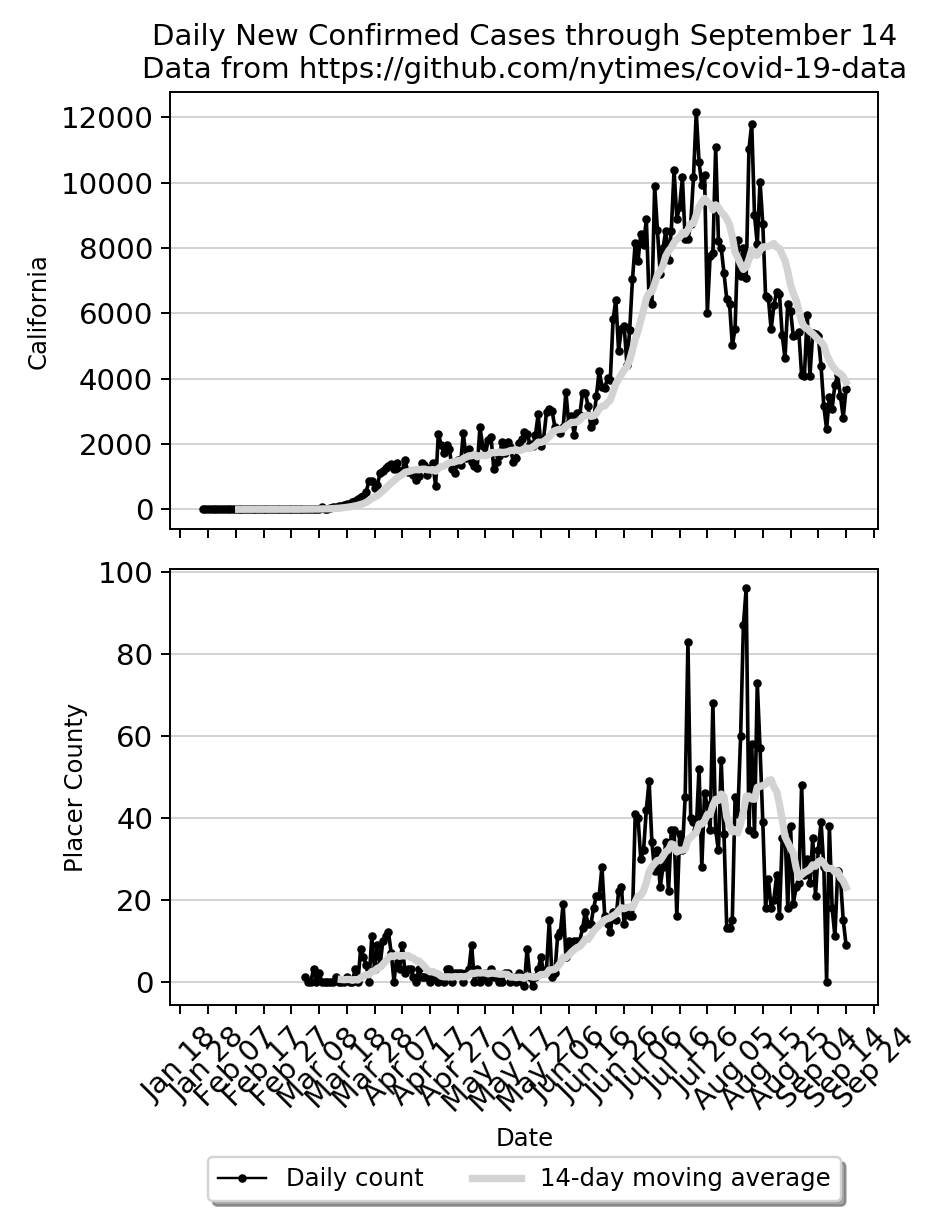 Daily New Confirmed Cases through September 14
Data from https://github.com/nytimes/covid-19-data
California
12000
10000
8000
6000
4000
2000
0
Placer County
100
80
60
40
20
0
Jan 18
Jan 28
Feb 07
Feb 17
Feb 27
Mar 08
Mar 18
Mar 28
Apr 07
Apr 17
Apr 27
May 07
May 17
May 27
Jun 06
Jun 16
Jun 26
Jul 06
Jul 16
Jul 26
Aug 05
Aug 15
Aug 25
Sep 04
Sep 14
Sep 24
Date
Daily count
14-day moving average